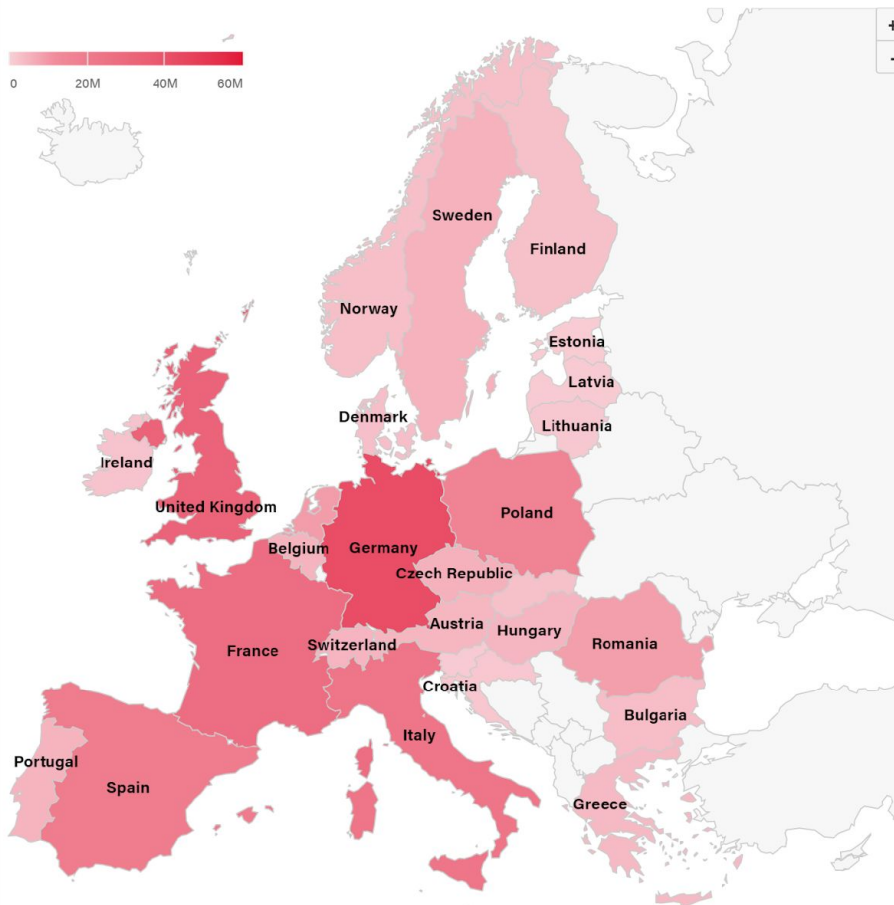 +
-
0 20M 40M 60M
Sweden
Finland
Norway
Estonia
Latvia
Denmark
Lithuania
Ireland
United Kingdom
Poland
Belgium
Germany
Czech Republic
Austria
Hungary
Switzerland
Romania
France
Croatia
Bulgaria
Italy
Portugal
Spain
Greece